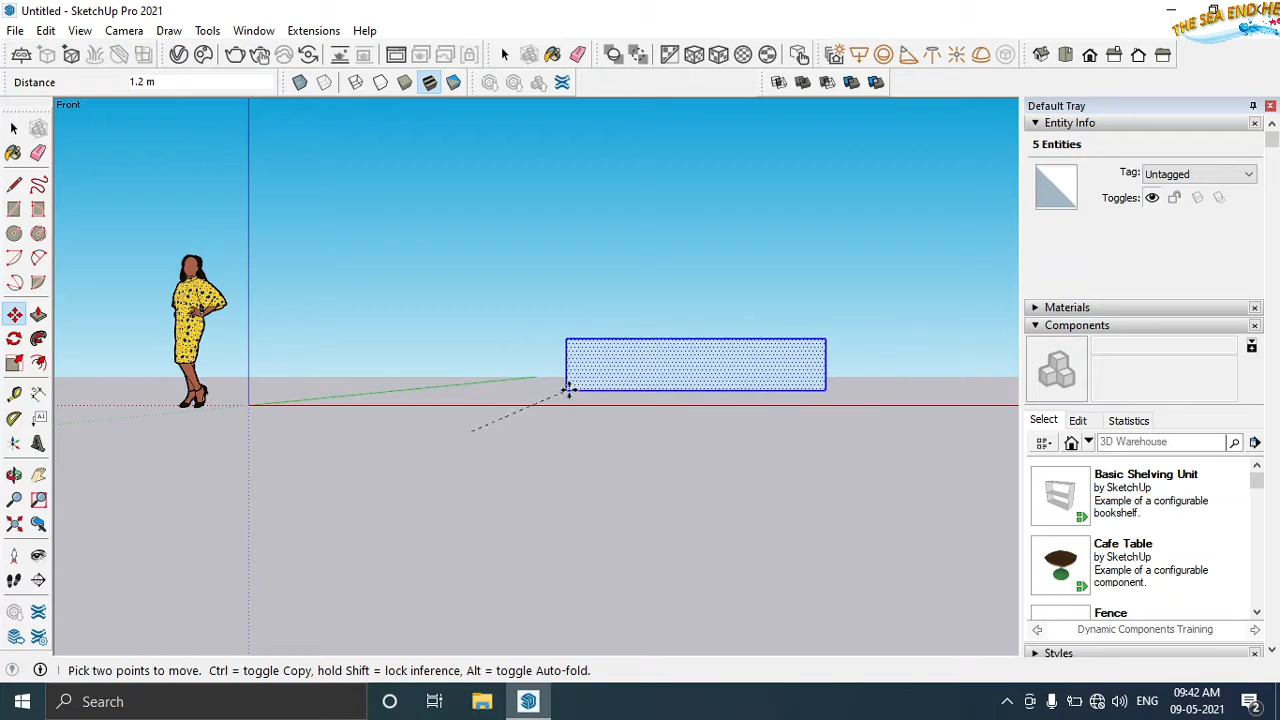 Untitled - SketchUp Pro 2021
THE SEA END HE
File Edit View Camera Draw Tools Window Extensions Help
Distance 1.2 m
Front
Default Tray
Entity Info
5 Entities
Tag: Untagged
Toggles:
Materials
Components
Select Edit Statistics
3D Warehouse
Basic Shelving Unit
by SketchUp
Example of a configurable
bookshelf.
Cafe Table
by SketchUp
Example of a configurable
component.
Fence
Dynamic Components Training
Styles
Pick two points to move. Ctrl = toggle Copy, hold Shift = lock inference, Alt = toggle Auto-fold.
Search
ENG
09:42 AM
09-05-2021
2